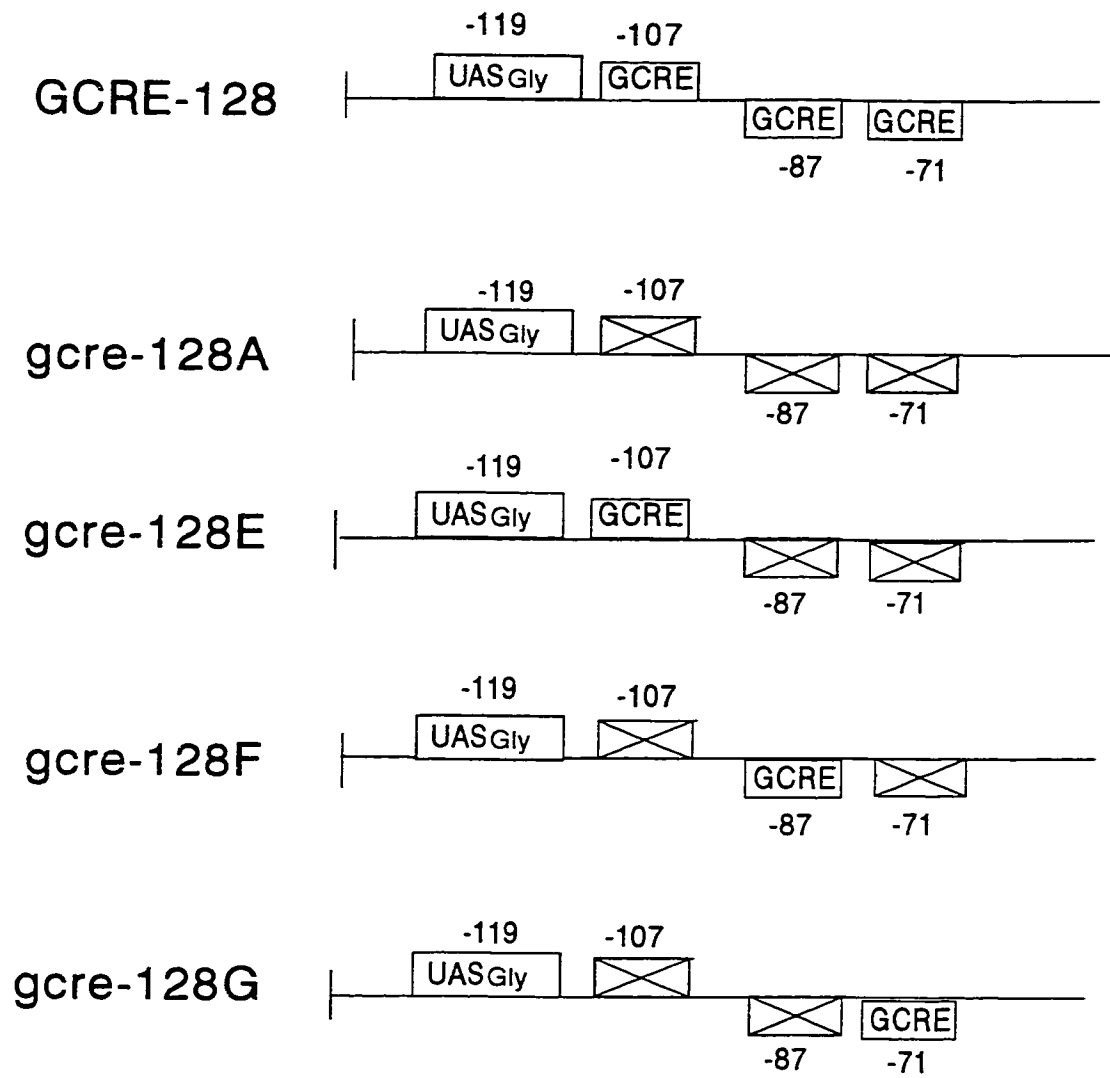 -119 -107
GCRE-128 UASGly GCRE
GCRE GCRE
-87 -71
-119 -107
gcre-128A UASGly
-87 -71
-119 -107
gcre-128E UASGly GCRE
-87 -71
-119 -107
gcre-128F UASGly
GCRE
-87 -71
-119 -107
gcre-128G UASGly
GCRE
-87 -71